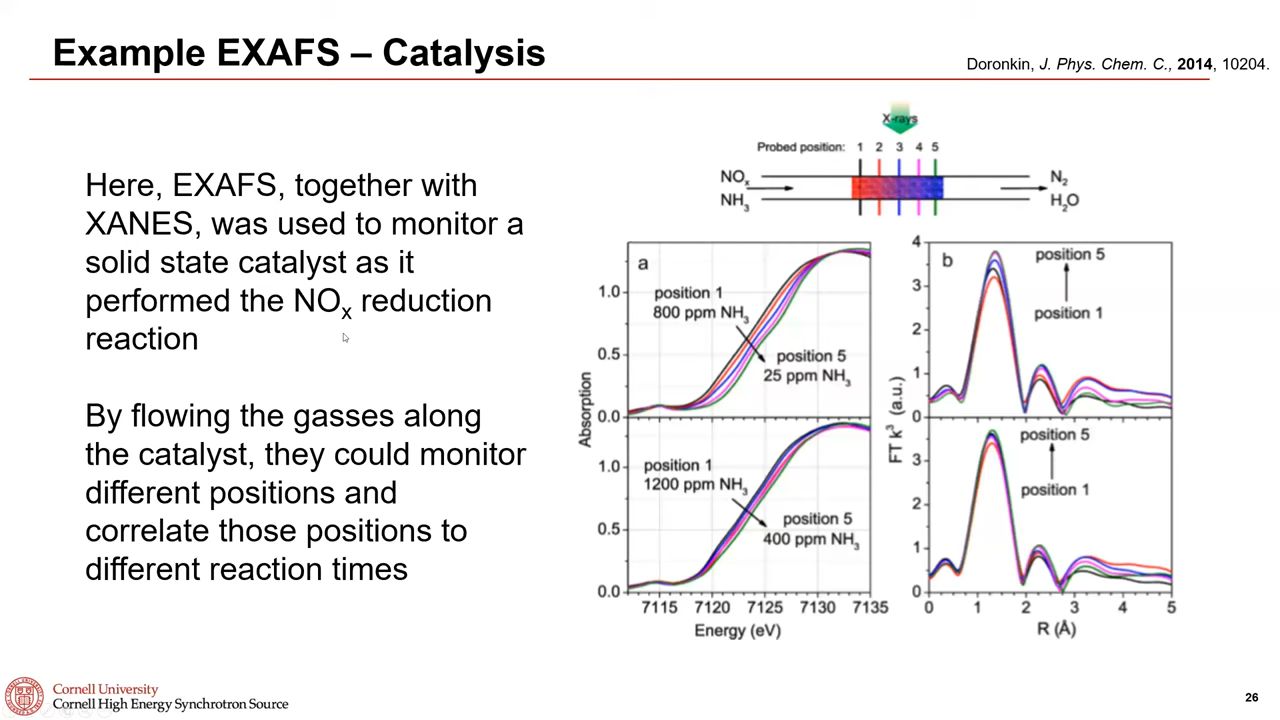 Example EXAFS – Catalysis
Doronkin, J. Phys. Chem. C., 2014, 10204.
Here, EXAFS, together with
XANES, was used to monitor a
solid state catalyst as it
performed the NOx reduction
reaction
By flowing the gasses along
the catalyst, they could monitor
different positions and
correlate those positions to
different reaction times
X-rays
Probed position: 1 2 3 4 5
NOx
NH3
N2
H2O
a
position 1
800 ppm NH3
position 5
25 ppm NH3
1.0
0.5
0.0
position 1
1200 ppm NH3
position 5
400 ppm NH3
1.0
0.5
0.0
Absorption
7115 7120 7125 7130 7135
Energy (eV)
b
position 5
position 1
4
3
2
1
0
position 5
position 1
3
2
1
0
FT k3 (a.u.)
0 1 2 3 4 5
R (Å)
Cornell University
Cornell High Energy Synchrotron Source
26